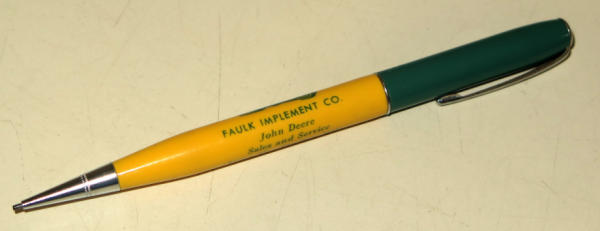 FAULK IMPLEMENT CO.
John Deere
Sales and Service